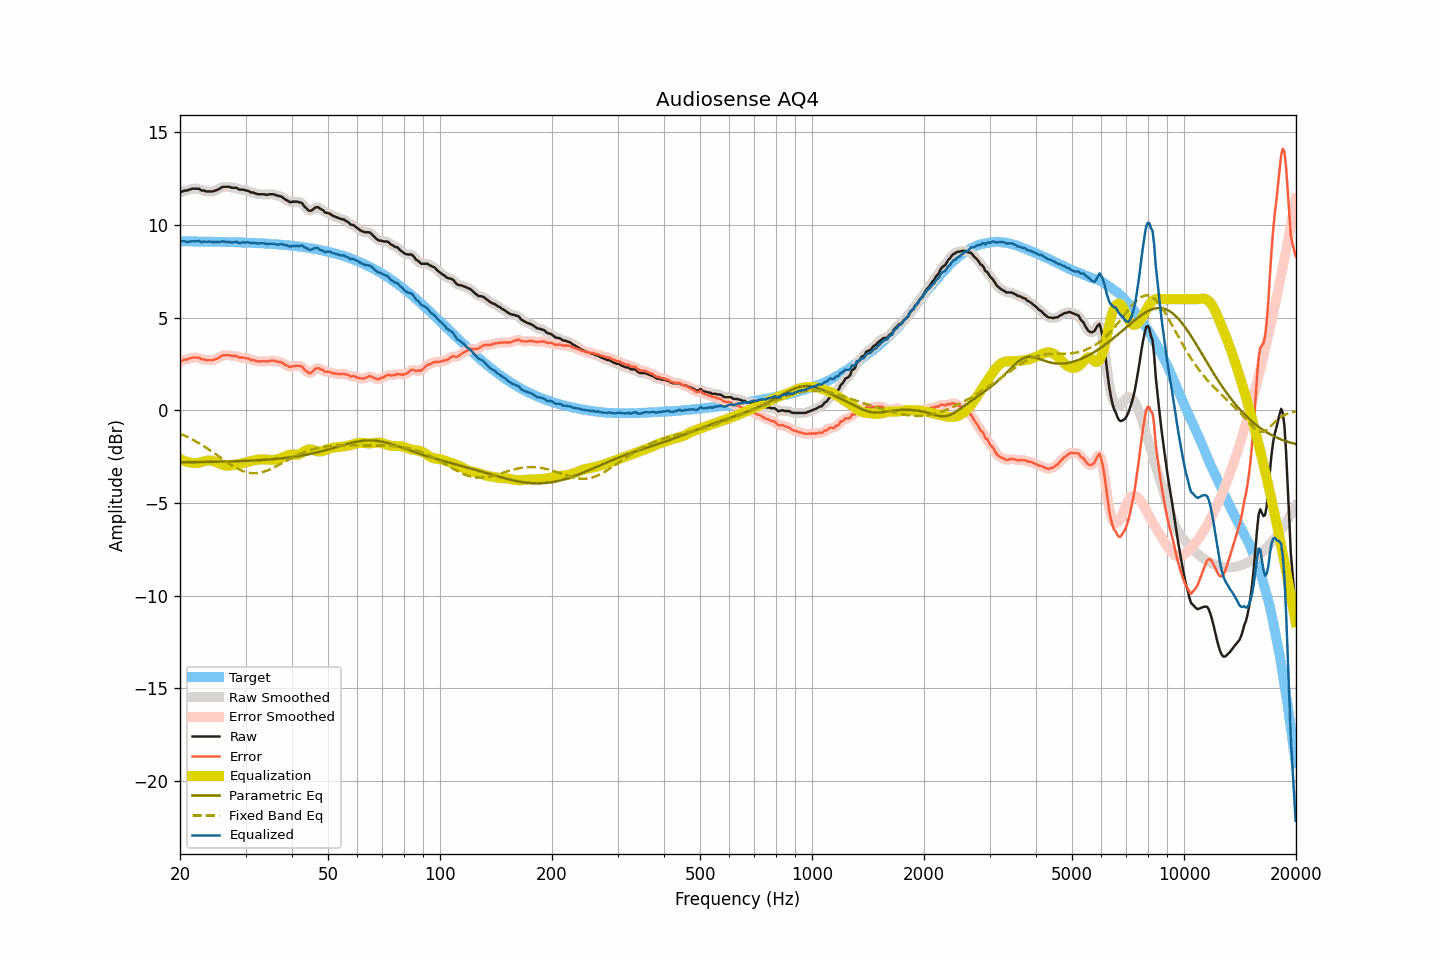 Audiosense AQ4
15
10
5
0
−5
−10
−15
−20
Amplitude (dBr)
Target
Raw Smoothed
Error Smoothed
Raw
Error
Equalization
Parametric Eq
Fixed Band Eq
Equalized
20 50 100 200 500 1000 2000 5000 10000 20000
Frequency (Hz)